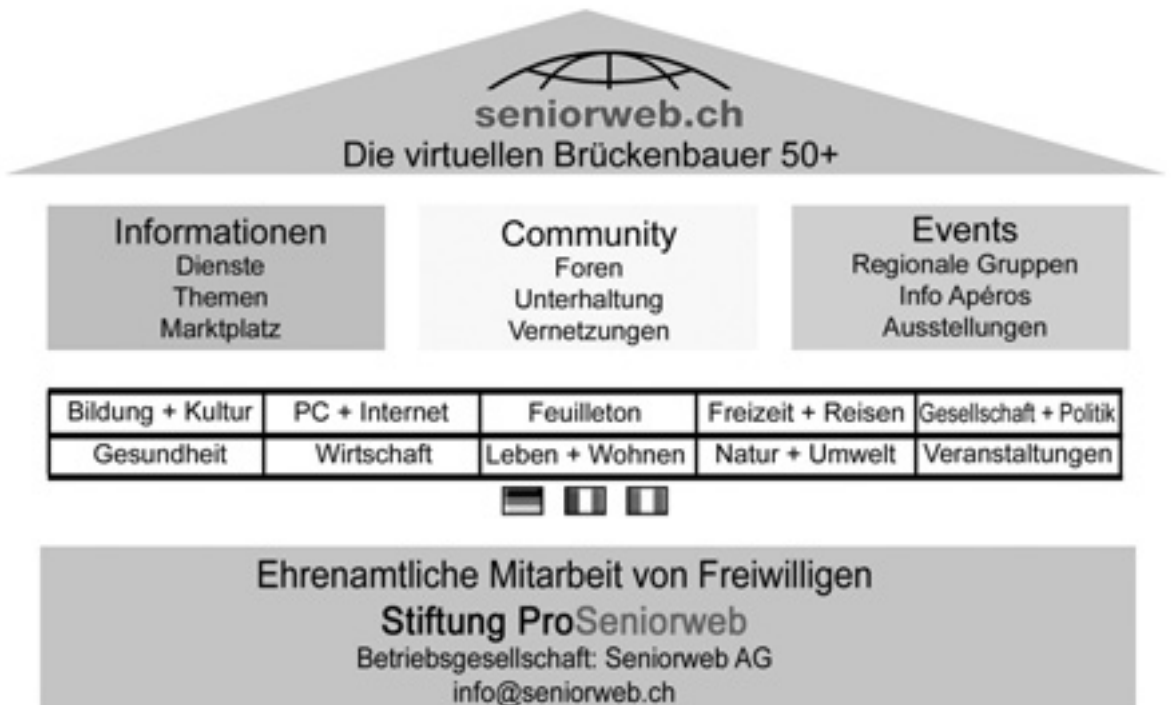 seniorweb.ch
Die virtuellen Brückenbauer 50+
Informationen
Dienste
Themen
Marktplatz
Community
Foren
Unterhaltung
Vernetzungen
Events
Regionale Gruppen
Info Apéros
Ausstellungen
Bildung + Kultur PC + Internet Feuilleton Freizeit + Reisen Gesellschaft + Politik
Gesundheit Wirtschaft Leben + Wohnen Natur + Umwelt Veranstaltungen
Ehrenamtliche Mitarbeit von Freiwilligen
Stiftung ProSeniorweb
Betriebsgesellschaft: Seniorweb AG
info@seniorweb.ch